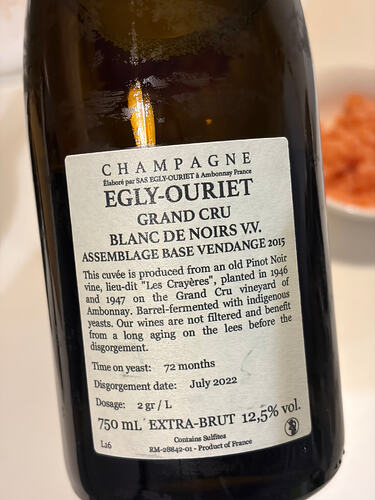 CHAMPAGNE
Élaboré par SAS EGLY-OURIET à Ambonnay France
EGLY-OURIET
GRAND CRU
BLANC DE NOIRS V.V.
ASSEMBLAGE BASE VENDANGE 2015
This cuvée is produced from an old Pinot Noir
vine, lieu-dit "Les Crayères", planted in 1946
and 1947 on the Grand Cru vineyard of
Ambonnay. Barrel-fermented with indigenous
yeasts. Our wines are not filtered and benefit
from a long aging on the lees before the
disgorgement.
Time on yeast: 72 months
Disgorgement date: July 2022
Dosage: 2 gr / L
750 mL EXTRA-BRUT 12,5% vol.
Contains Sulfites
L26
RM-28842-01 - Product of France